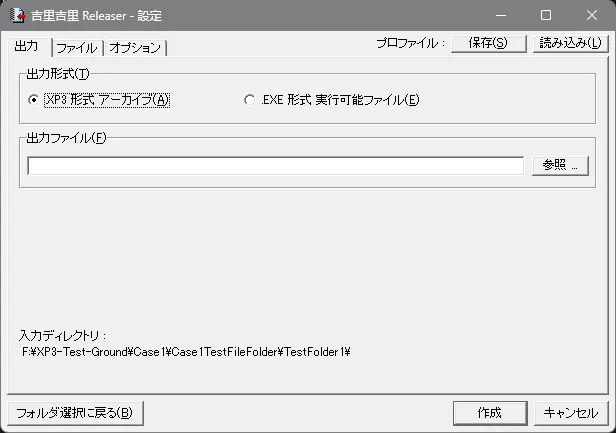 吉里吉里 Releaser - 設定
出力 ファイル オプション プロファイル : 保存(S) 読み込み(L)
出力形式(T)
XP3 形式 アーカイブ(A) .EXE 形式 実行可能ファイル(E)
出力ファイル(F)
参照 ...
入力ディレクトリ :
F:¥XP3-Test-Ground¥Case1¥Case1TestFileFolder¥TestFolder1¥
フォルダ選択に戻る(B) 作成 キャンセル